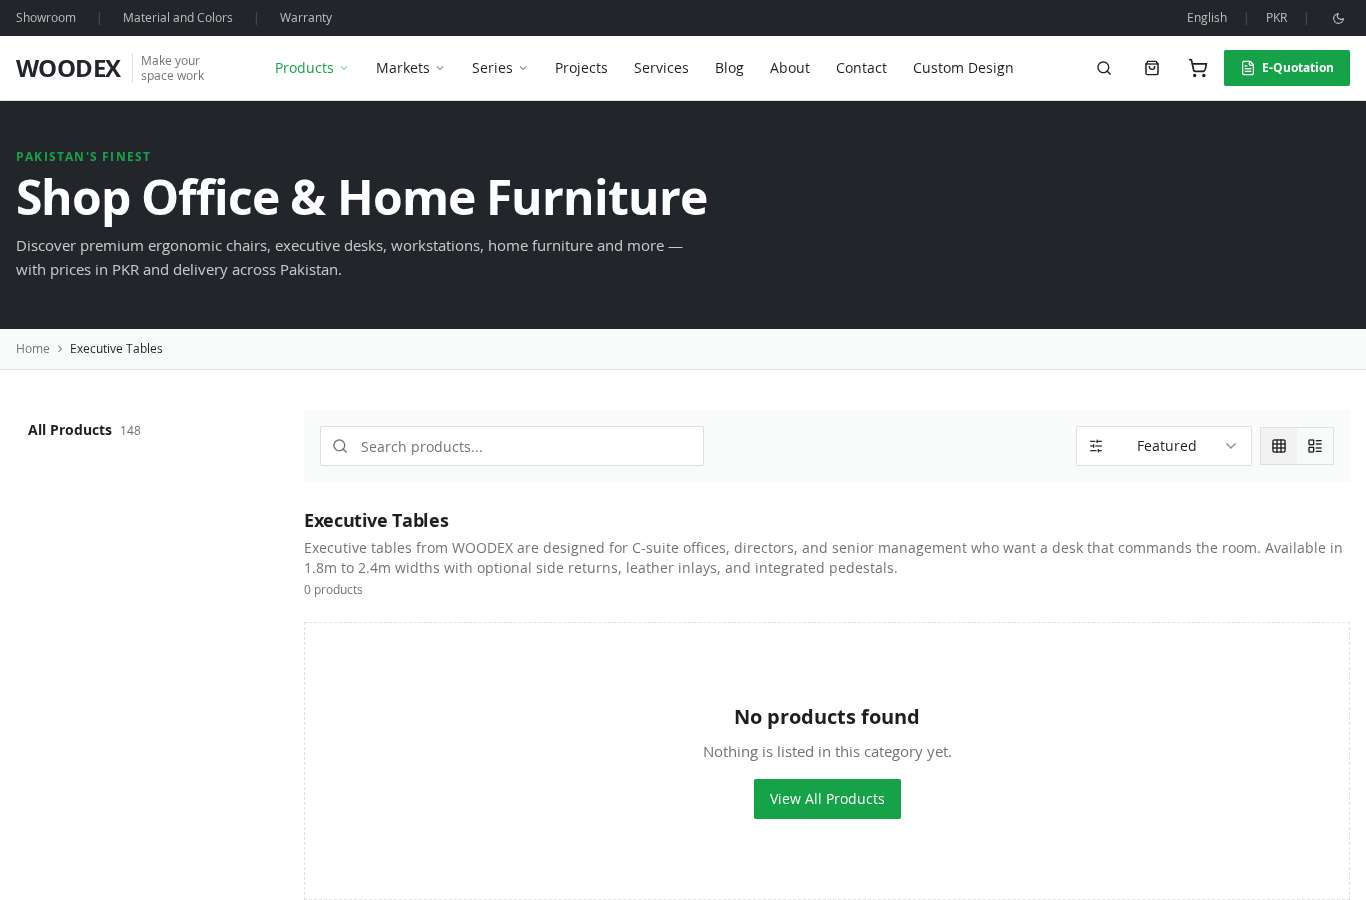 Showroom
Material and Colors
Warranty
English
PKR
WOODEX
Make your
space work
Products
Markets
Series
Projects
Services
Blog
About
Contact
Custom Design
E-Quotation
PAKISTAN'S FINEST
Shop Office & Home Furniture
Discover premium ergonomic chairs, executive desks, workstations, home furniture and more —
with prices in PKR and delivery across Pakistan.
Home
Executive Tables
All Products 148
Search products...
Featured
Executive Tables
Executive tables from WOODEX are designed for C-suite offices, directors, and senior management who want a desk that commands the room. Available in
1.8m to 2.4m widths with optional side returns, leather inlays, and integrated pedestals.
0 products
No products found
Nothing is listed in this category yet.
View All Products